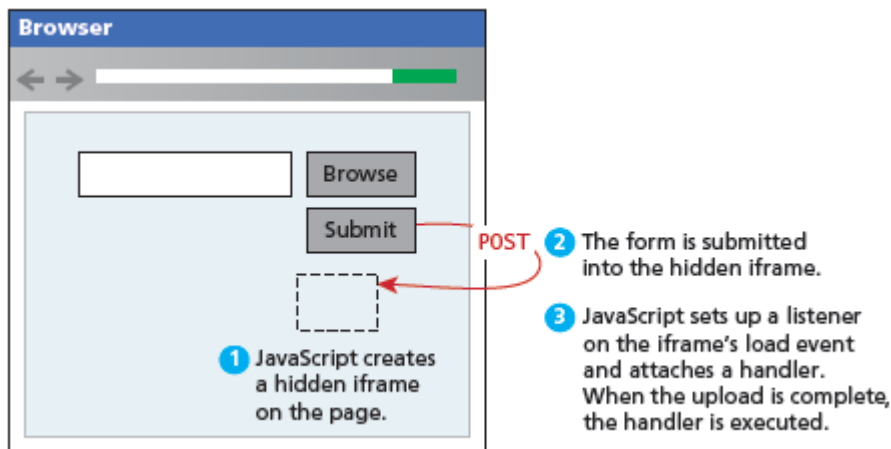 Browser
Browse
Submit
POST
2 The form is submitted
into the hidden iframe.
3 JavaScript sets up a listener
on the iframe's load event
and attaches a handler.
When the upload is complete,
the handler is executed.
1 JavaScript creates
a hidden iframe
on the page.